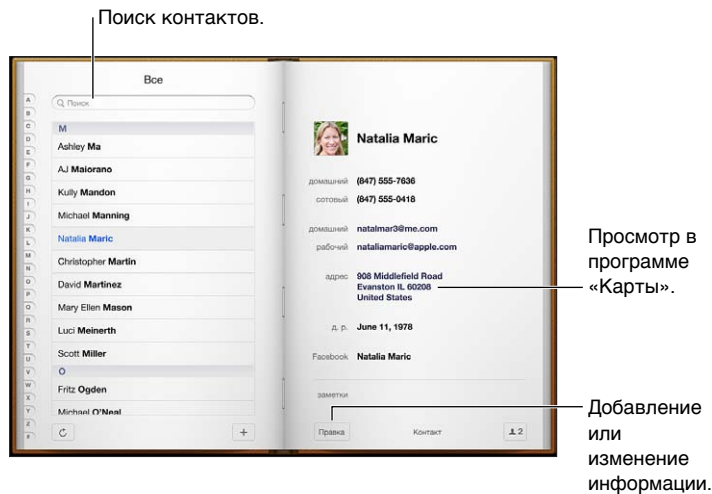 Поиск контактов.
Все
Поиск
A
B
C
D
E
F
G
H
I
J
K
L
M
N
O
P
Q
R
S
T
U
V
W
X
Y
Z
#
M
Ashley Ma
AJ Maiorano
Kully Mandon
Michael Manning
Natalia Maric
Christopher Martin
David Martinez
Mary Ellen Mason
Luci Meinerth
Scott Miller
O
Fritz Ogden
Michael O'Neal
+
Natalia Maric
домашний (847) 555-7636
сотовый (847) 555-0418
домашний natalmar3@me.com
рабочий nataliamaric@apple.com
адрес 908 Middlefield Road
Evanston IL 60208
United States
д. р. June 11, 1978
Facebook Natalia Maric
заметки
Правка Контакт 2
Просмотр в
программе
«Карты».
Добавление
или
изменение
информации.